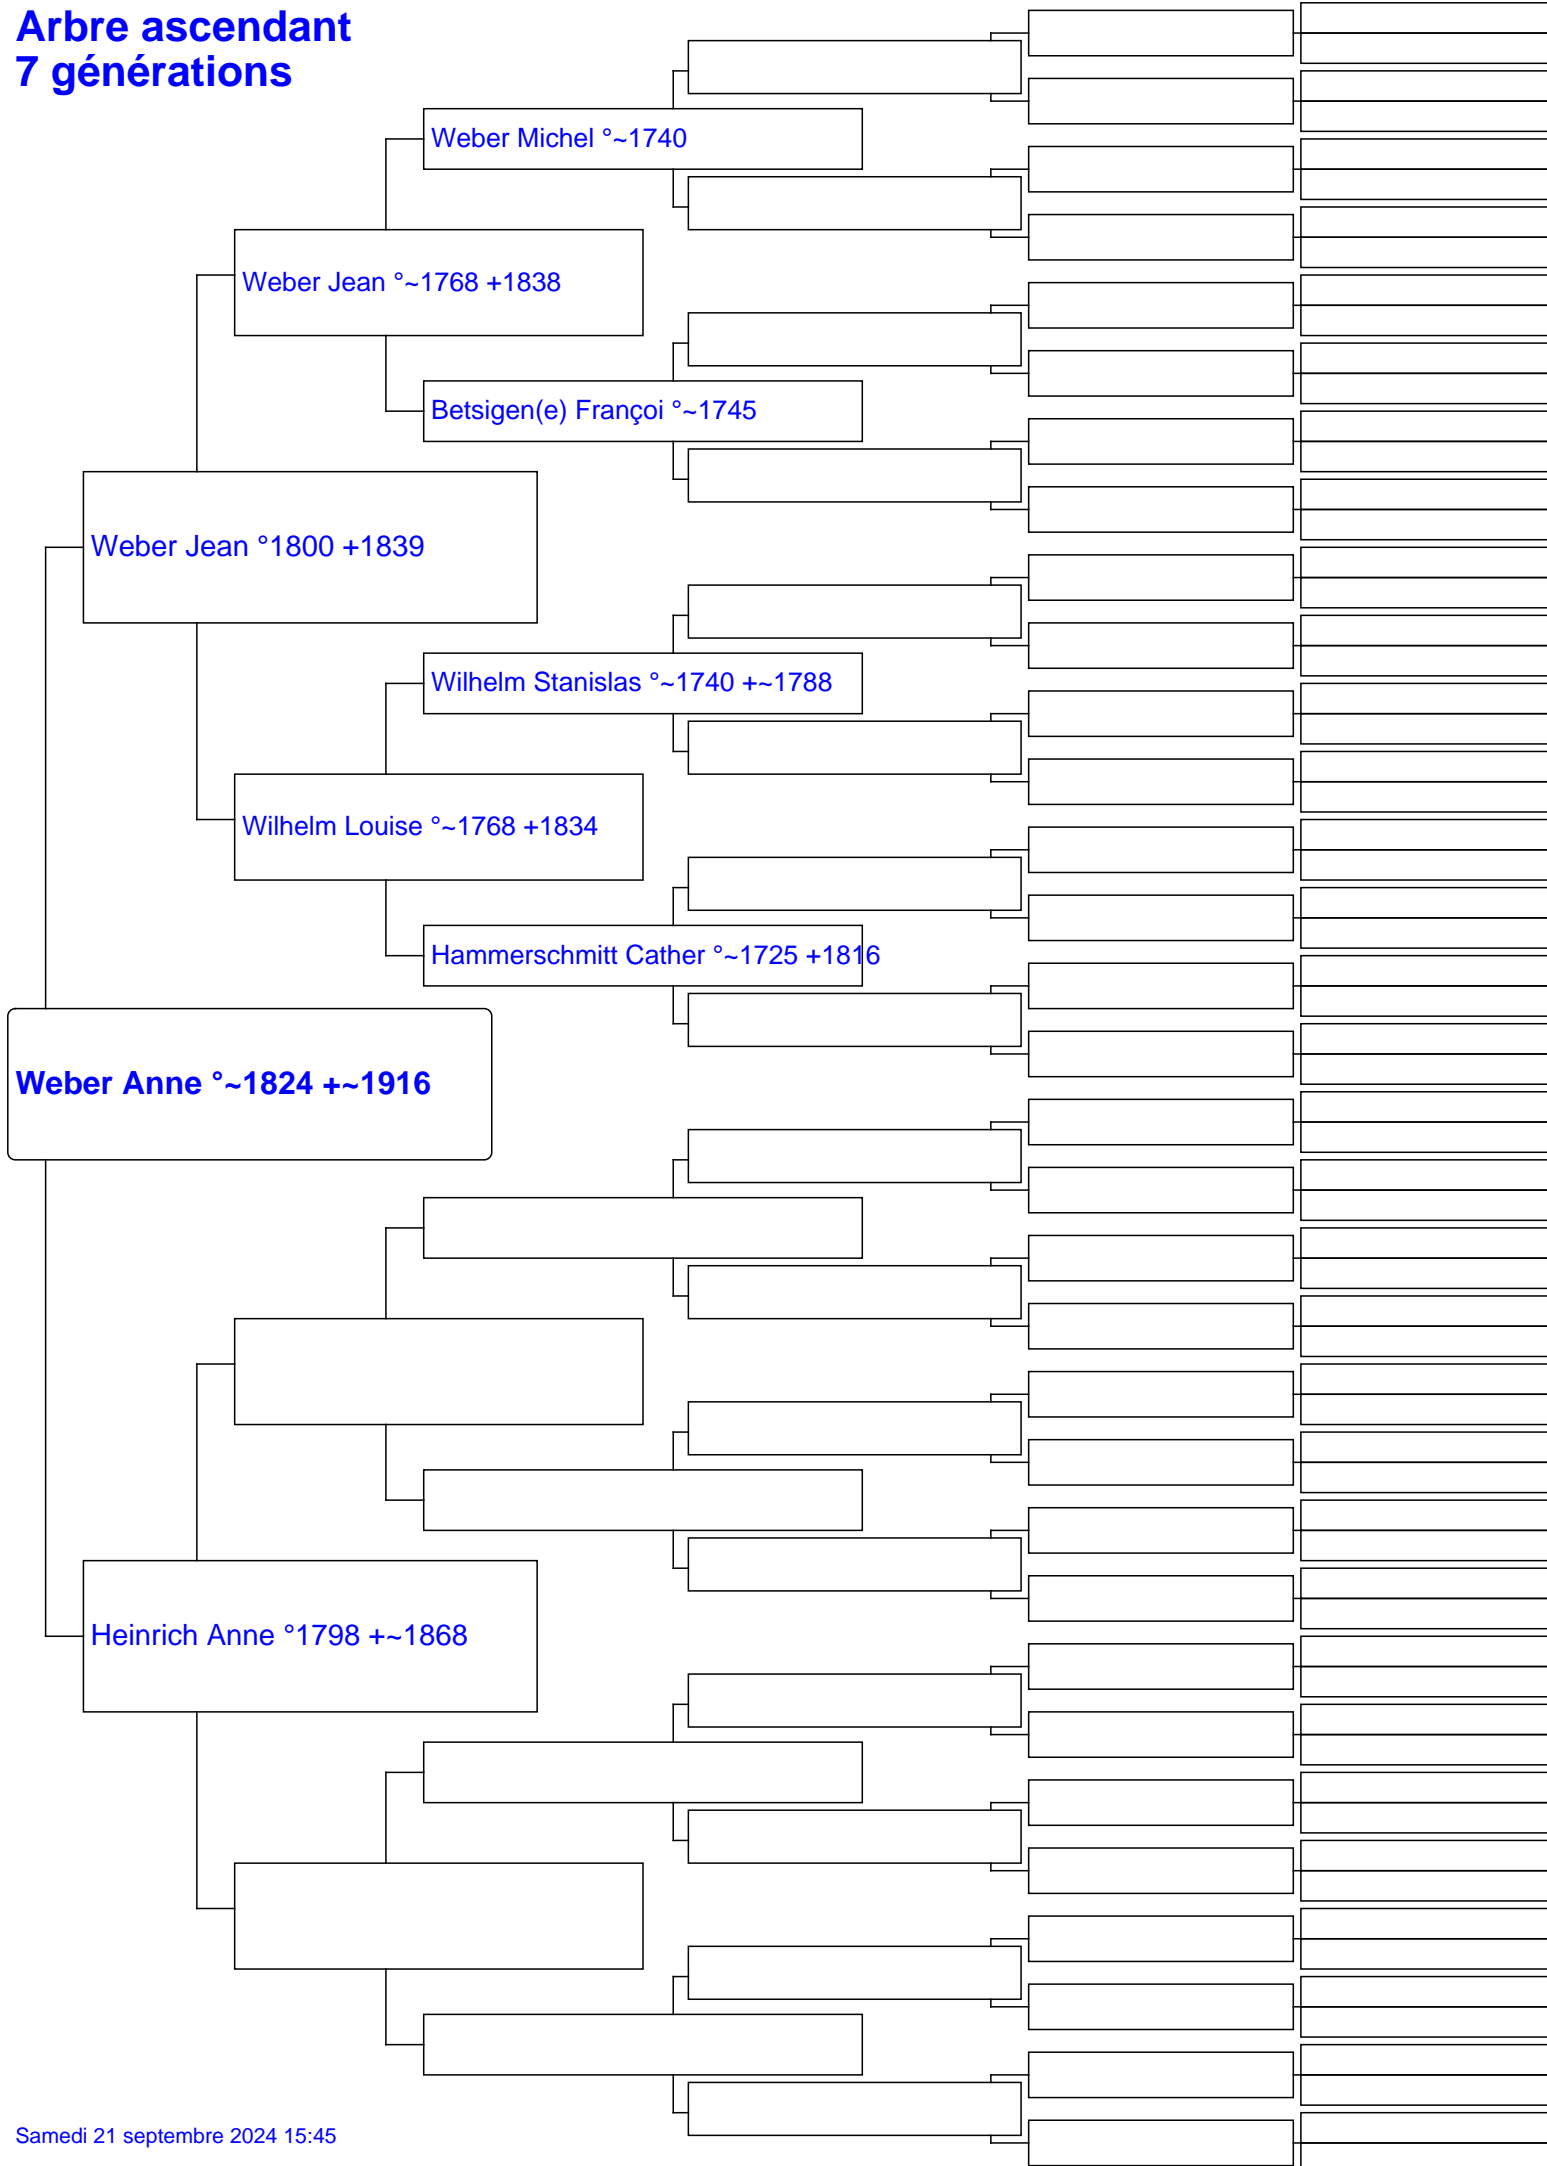 Arbre ascendant
7 générations
Weber Michel °~1740
Weber Jean °~1768 +1838
Betsigen(e) Françoi °~1745
Weber Jean °1800 +1839
Wilhelm Stanislas °~1740 +~1788
Wilhelm Louise °~1768 +1834
Hammerschmitt Cather °~1725 +1816
Weber Anne °~1824 +~1916
Heinrich Anne °1798 +~1868
Samedi 21 septembre 2024 15:45